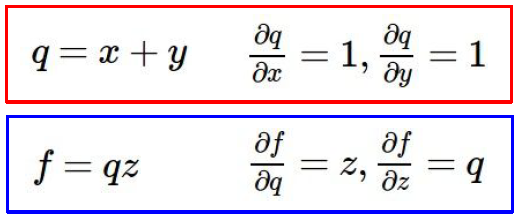 q = x + y    ∂q/∂x = 1, ∂q/∂y = 1
f = qz    ∂f/∂q = z, ∂f/∂z = q